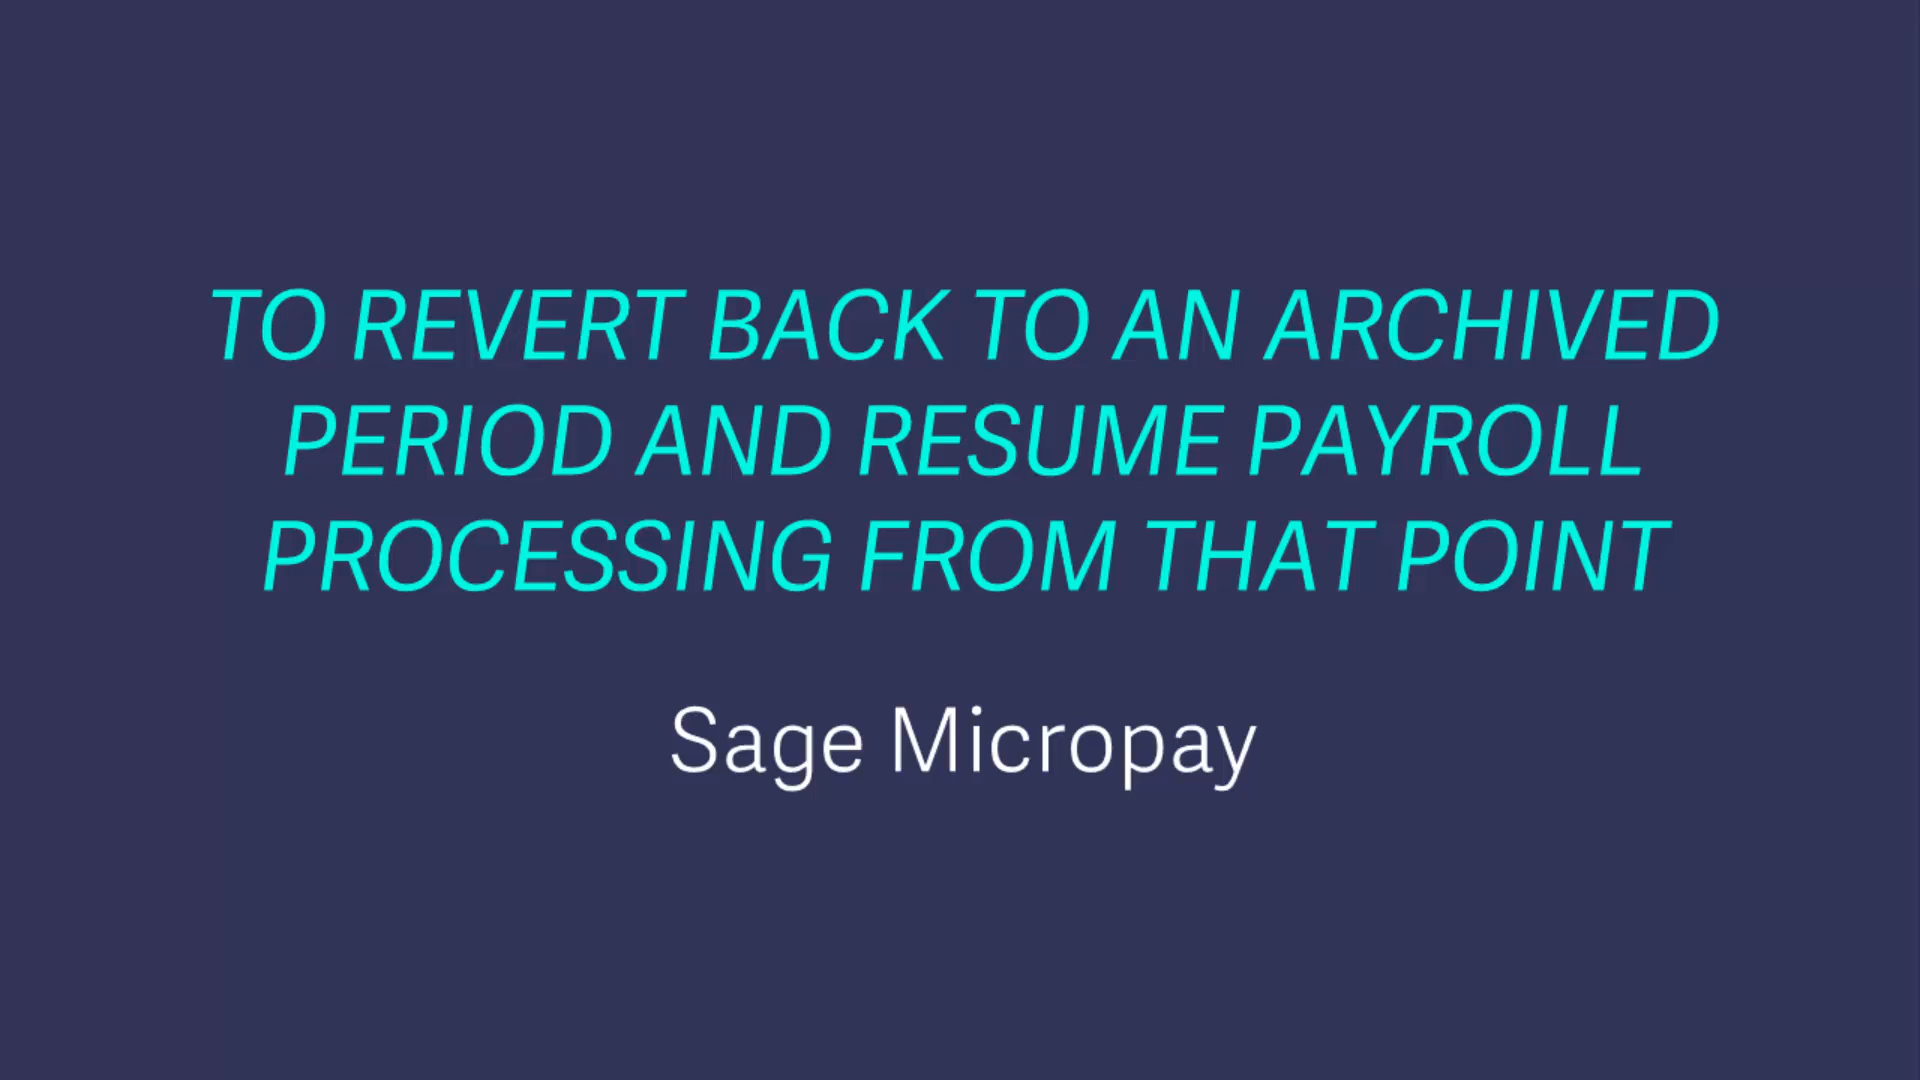 TO REVERT BACK TO AN ARCHIVED
PERIOD AND RESUME PAYROLL
PROCESSING FROM THAT POINT
Sage Micropay